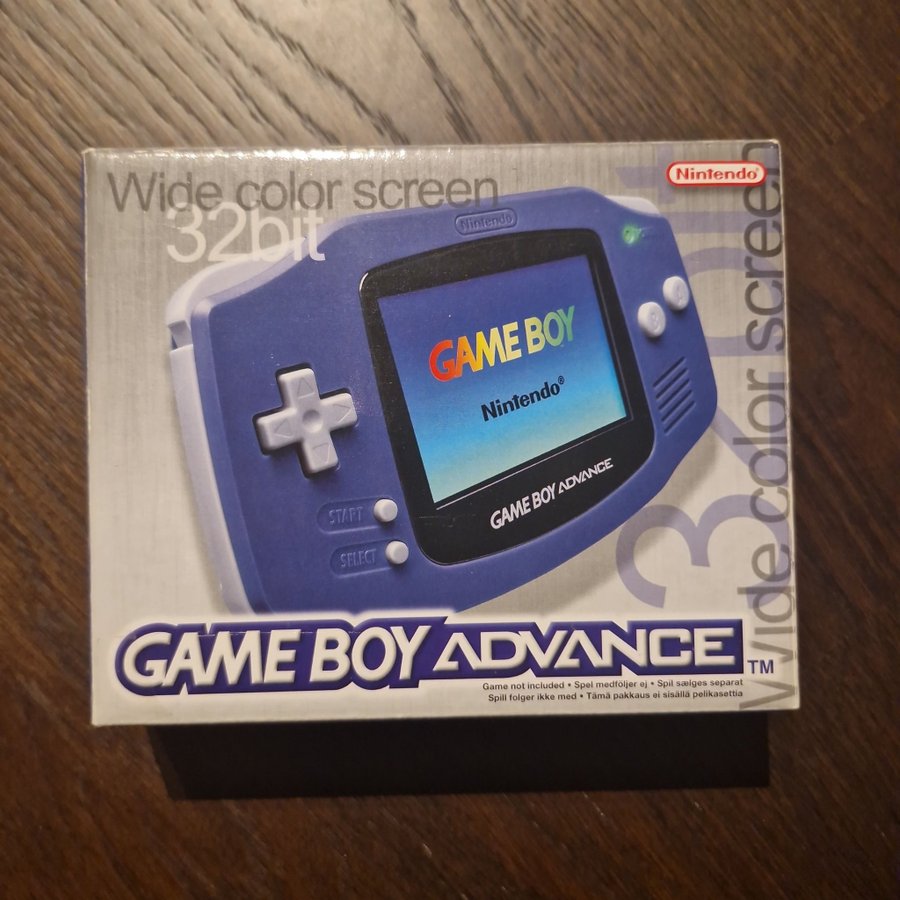 Wide color screen
32bit
Nintendo®
Nintendo
GAME BOY
Nintendo®
GAME BOY ADVANCE
START
SELECT
32bit
Wide color screen
GAME BOY ADVANCE™
Game not included • Spel medföljer ej • Spil sælges separat
Spill folger ikke med • Tämä pakkaus ei sisällä pelikasettia